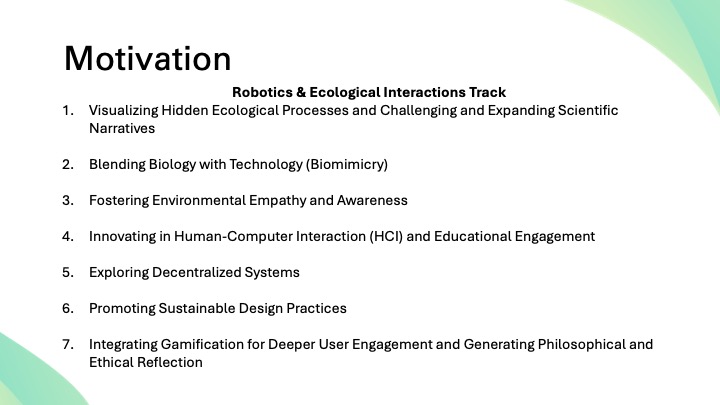 Motivation
Robotics & Ecological Interactions Track
1. Visualizing Hidden Ecological Processes and Challenging and Expanding Scientific
Narratives
2. Blending Biology with Technology (Biomimicry)
3. Fostering Environmental Empathy and Awareness
4. Innovating in Human-Computer Interaction (HCI) and Educational Engagement
5. Exploring Decentralized Systems
6. Promoting Sustainable Design Practices
7. Integrating Gamification for Deeper User Engagement and Generating Philosophical and
Ethical Reflection